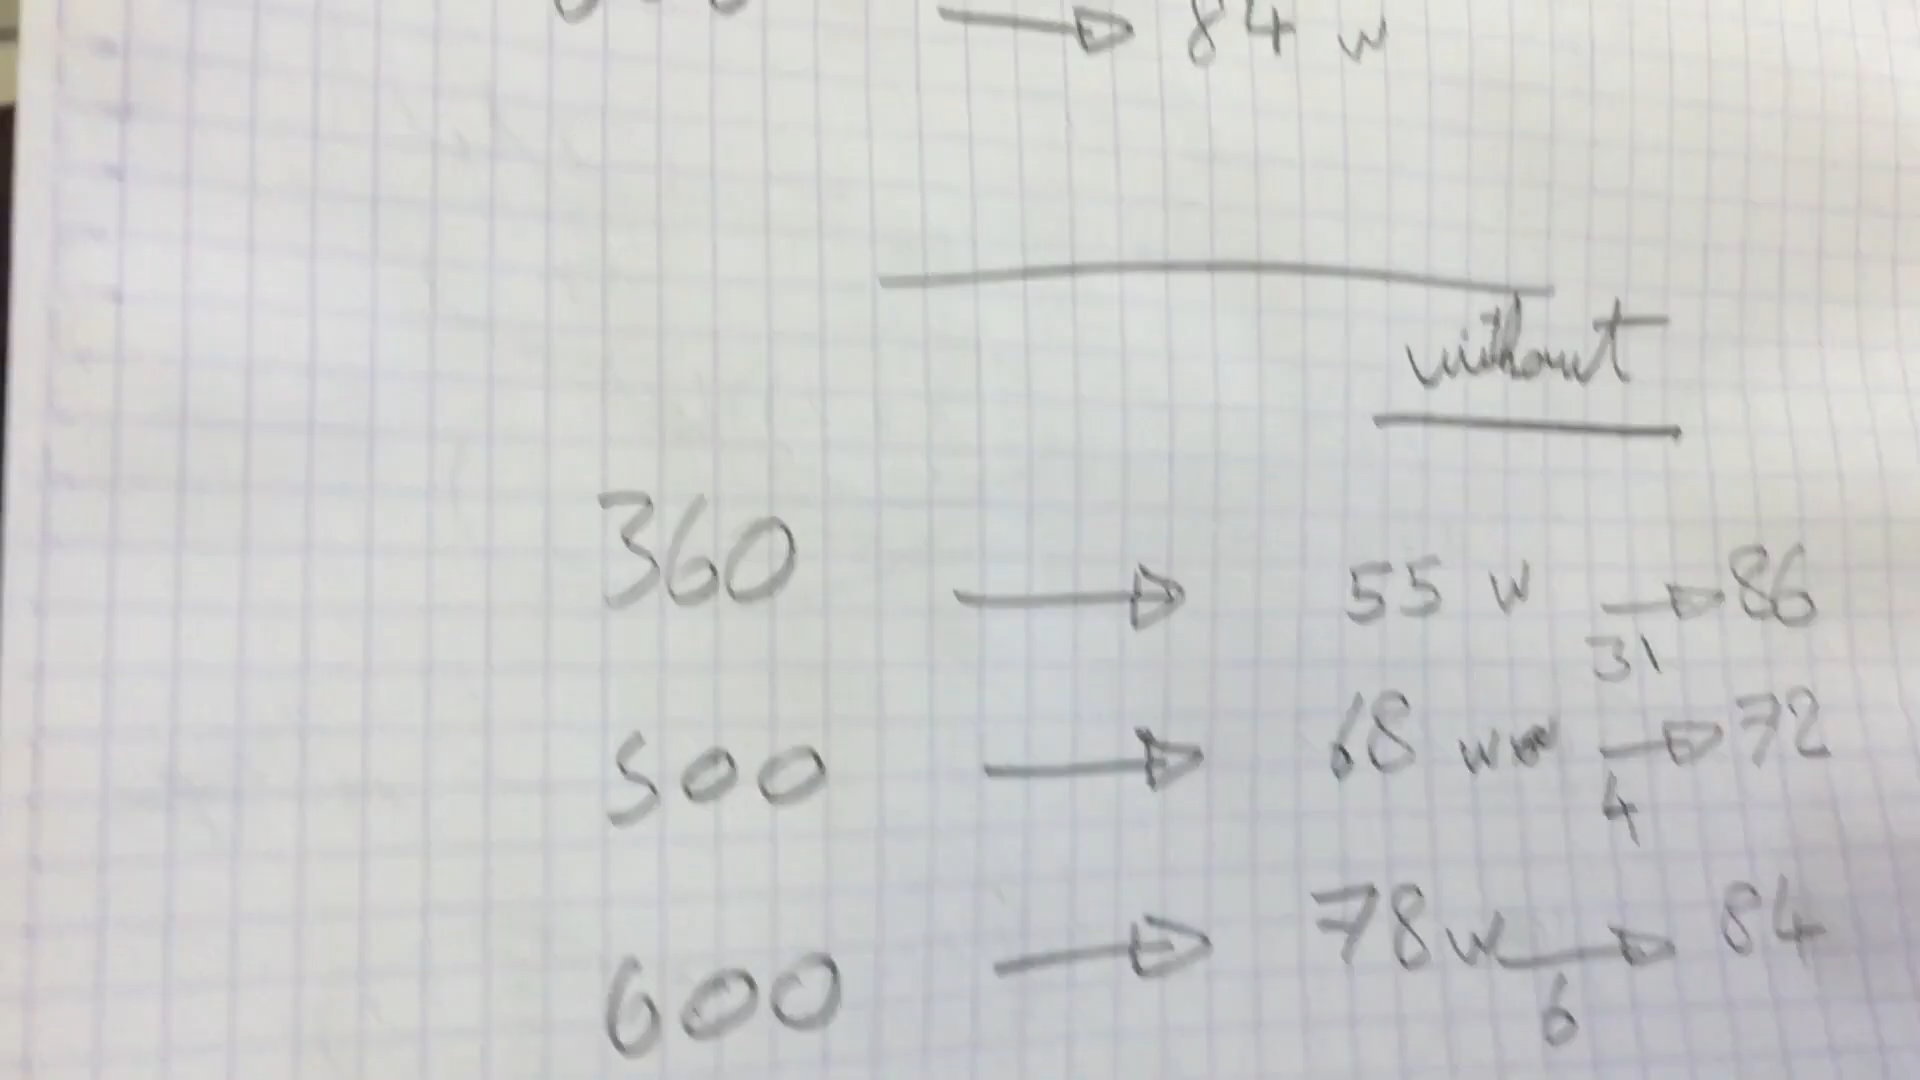 → 84 w
without
360 → 55 w → 86
31
500 → 68 w → 72
4
600 → 78 w → 84
6